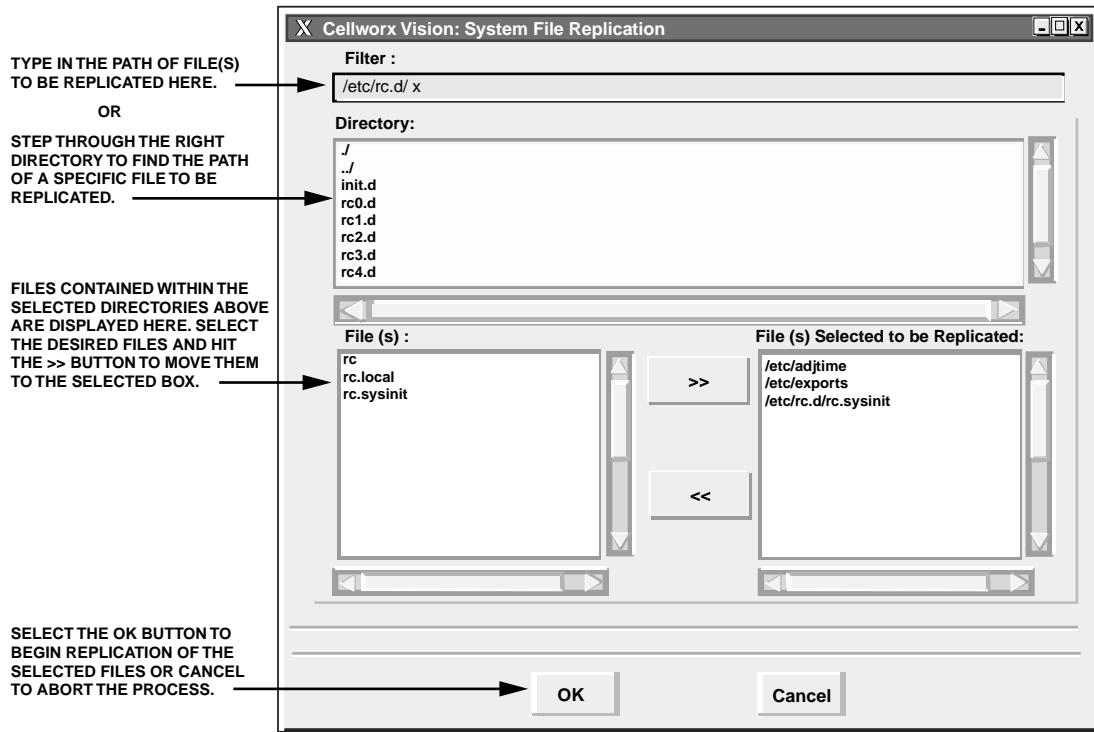 X Cellworx Vision: System File Replication
TYPE IN THE PATH OF FILE(S)
TO BE REPLICATED HERE.
OR
STEP THROUGH THE RIGHT
DIRECTORY TO FIND THE PATH
OF A SPECIFIC FILE TO BE
REPLICATED.
FILES CONTAINED WITHIN THE
SELECTED DIRECTORIES ABOVE
ARE DISPLAYED HERE. SELECT
THE DESIRED FILES AND HIT
THE >> BUTTON TO MOVE THEM
TO THE SELECTED BOX.
SELECT THE OK BUTTON TO
BEGIN REPLICATION OF THE
SELECTED FILES OR CANCEL
TO ABORT THE PROCESS.
Filter :
/etc/rc.d/ x
Directory:
./
../
init.d
rc0.d
rc1.d
rc2.d
rc3.d
rc4.d
File (s) :
rc
rc.local
rc.sysinit
>>
<<
File (s) Selected to be Replicated:
/etc/adjtime
/etc/exports
/etc/rc.d/rc.sysinit
OK
Cancel